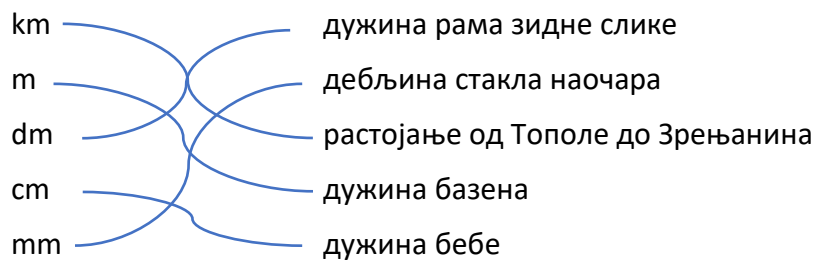 km дужина рама зидне слике
m дебљина стакла наочара
dm растојање од Тополе до Зрењанина
cm дужина базена
mm дужина бебе